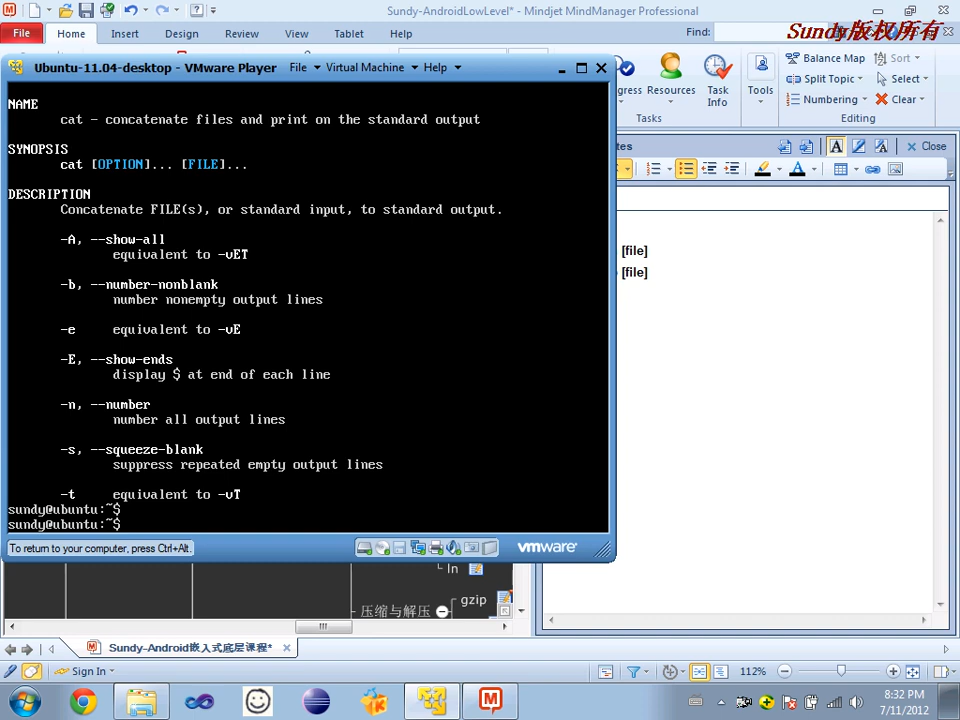 Sundy-AndroidLowLevel* - Mindjet MindManager Professional
File Home Insert Design Review View Tablet Help Find:
Sundy版权所有
Ubuntu-11.04-desktop - VMware Player File Virtual Machine Help
Balance Map Sort
Split Topic Select
Numbering Clear
Resources Task Info Tools
Tasks Editing
NAME
cat - concatenate files and print on the standard output
SYNOPSIS
cat [OPTION]... [FILE]...
DESCRIPTION
Concatenate FILE(s), or standard input, to standard output.
-A, --show-all
equivalent to -vET
-b, --number-nonblank
number nonempty output lines
-e equivalent to -vE
-E, --show-ends
display $ at end of each line
-n, --number
number all output lines
-s, --squeeze-blank
suppress repeated empty output lines
-t equivalent to -vT
sundy@ubuntu:~$
sundy@ubuntu:~$
To return to your computer, press Ctrl+Alt.
vmware
Close
[file]
[file]
ln
gzip
压缩与解压
Sundy-Android嵌入式底层课程*
Sign In
112%
8:32 PM
7/11/2012